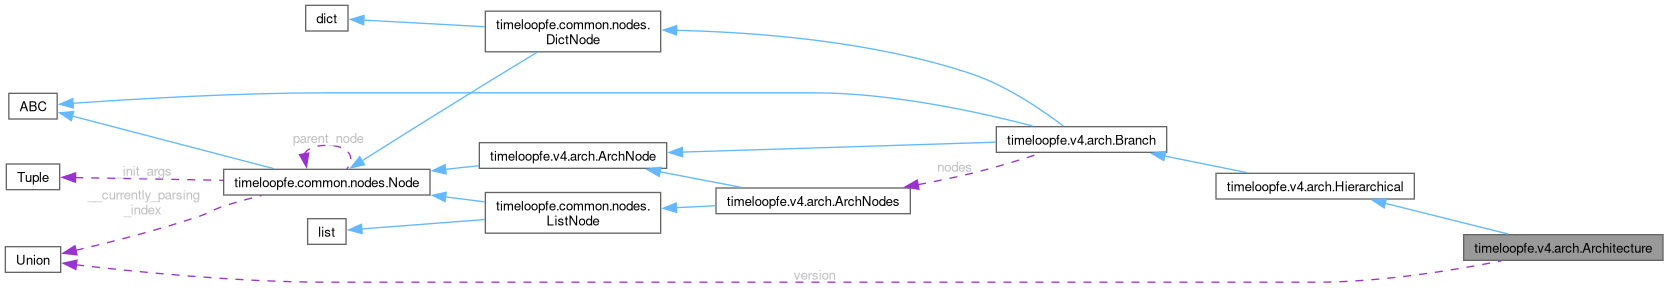 dict
timeloopfe.common.nodes.
DictNode
ABC
timeloopfe.v4.arch.Branch
parent_node
timeloopfe.v4.arch.ArchNode
nodes
Tuple
init_args
timeloopfe.common.nodes.Node
timeloopfe.v4.arch.Hierarchical
__currently_parsing
_index
timeloopfe.v4.arch.ArchNodes
timeloopfe.common.nodes.
ListNode
list
timeloopfe.v4.arch.Architecture
Union
version